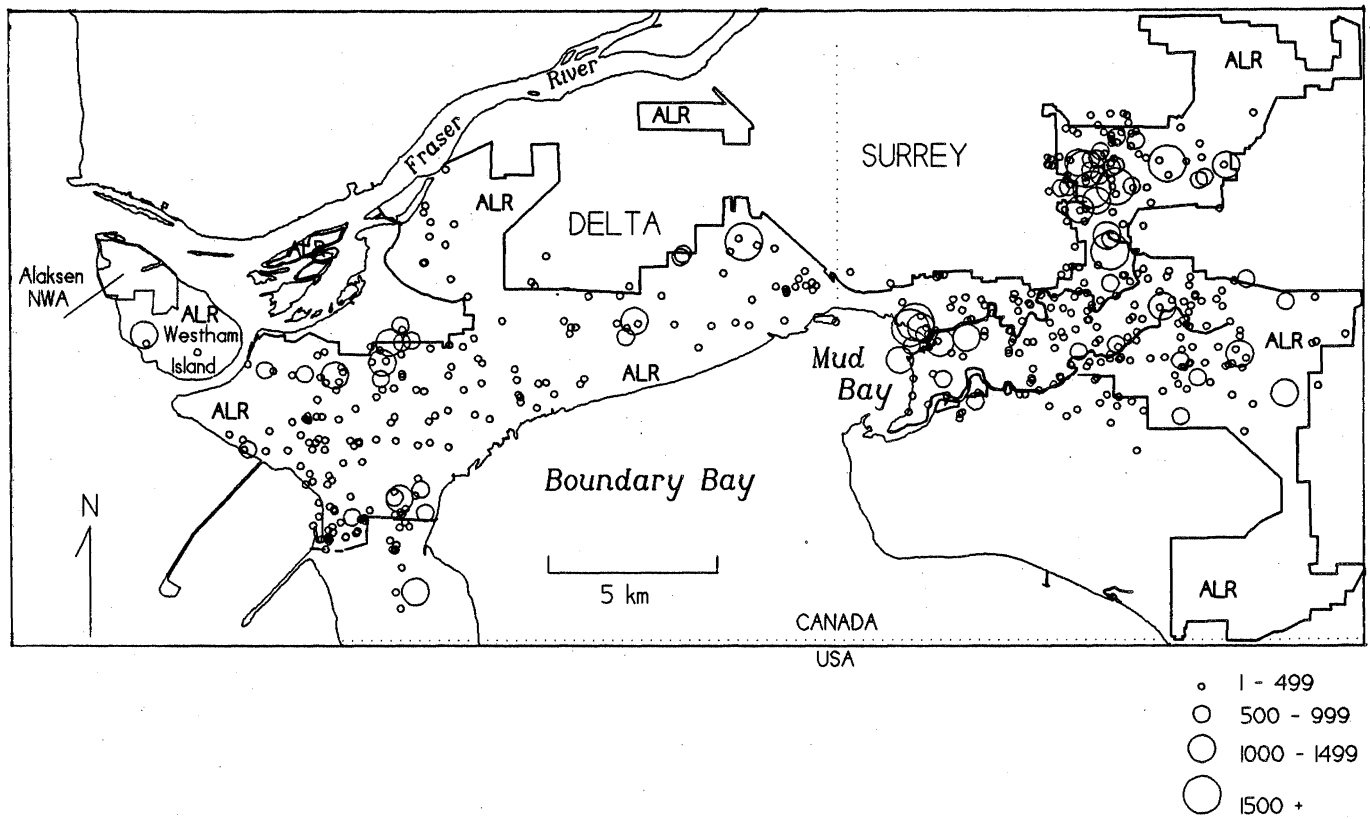 ALR
River
ALR
Fraser
SURREY
ALR
DELTA
ALR
Alaksen
NWA
ALR
Westham
Island
ALR
Mud
Bay
ALR
ALR
Boundary Bay
N
5 km
ALR
CANADA
USA
1 - 499
500 - 999
1000 - 1499
1500 +